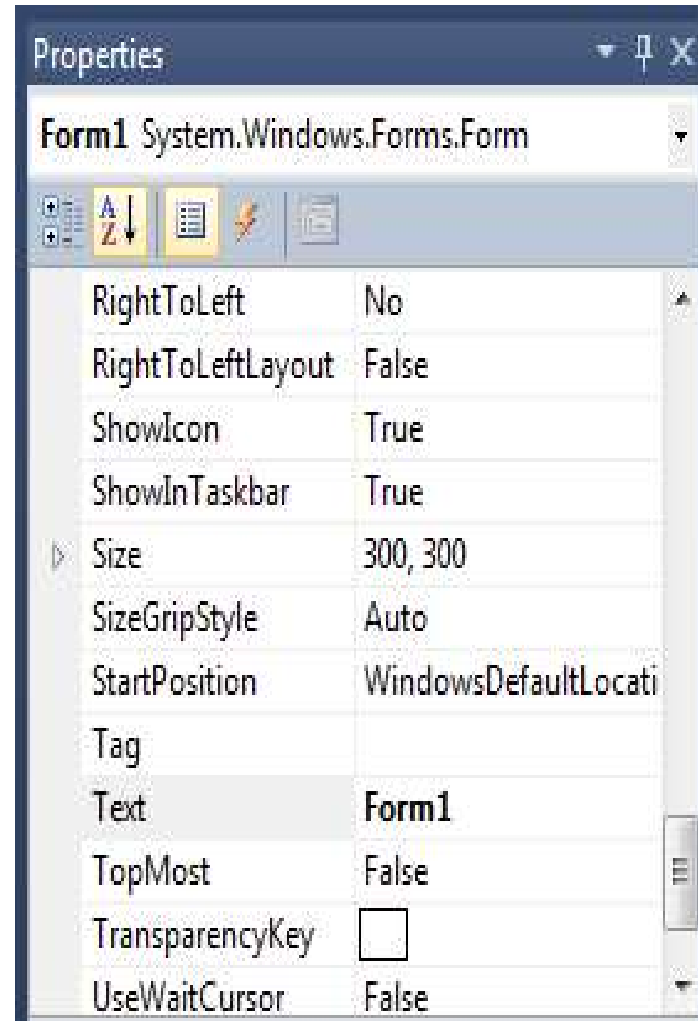 Properties
Form1 System.Windows.Forms.Form
A Z
RightToLeft No
RightToLeftLayout False
ShowIcon True
ShowInTaskbar True
Size 300, 300
SizeGripStyle Auto
StartPosition WindowsDefaultLocati
Tag
Text Form1
TopMost False
TransparencyKey
UseWaitCursor False